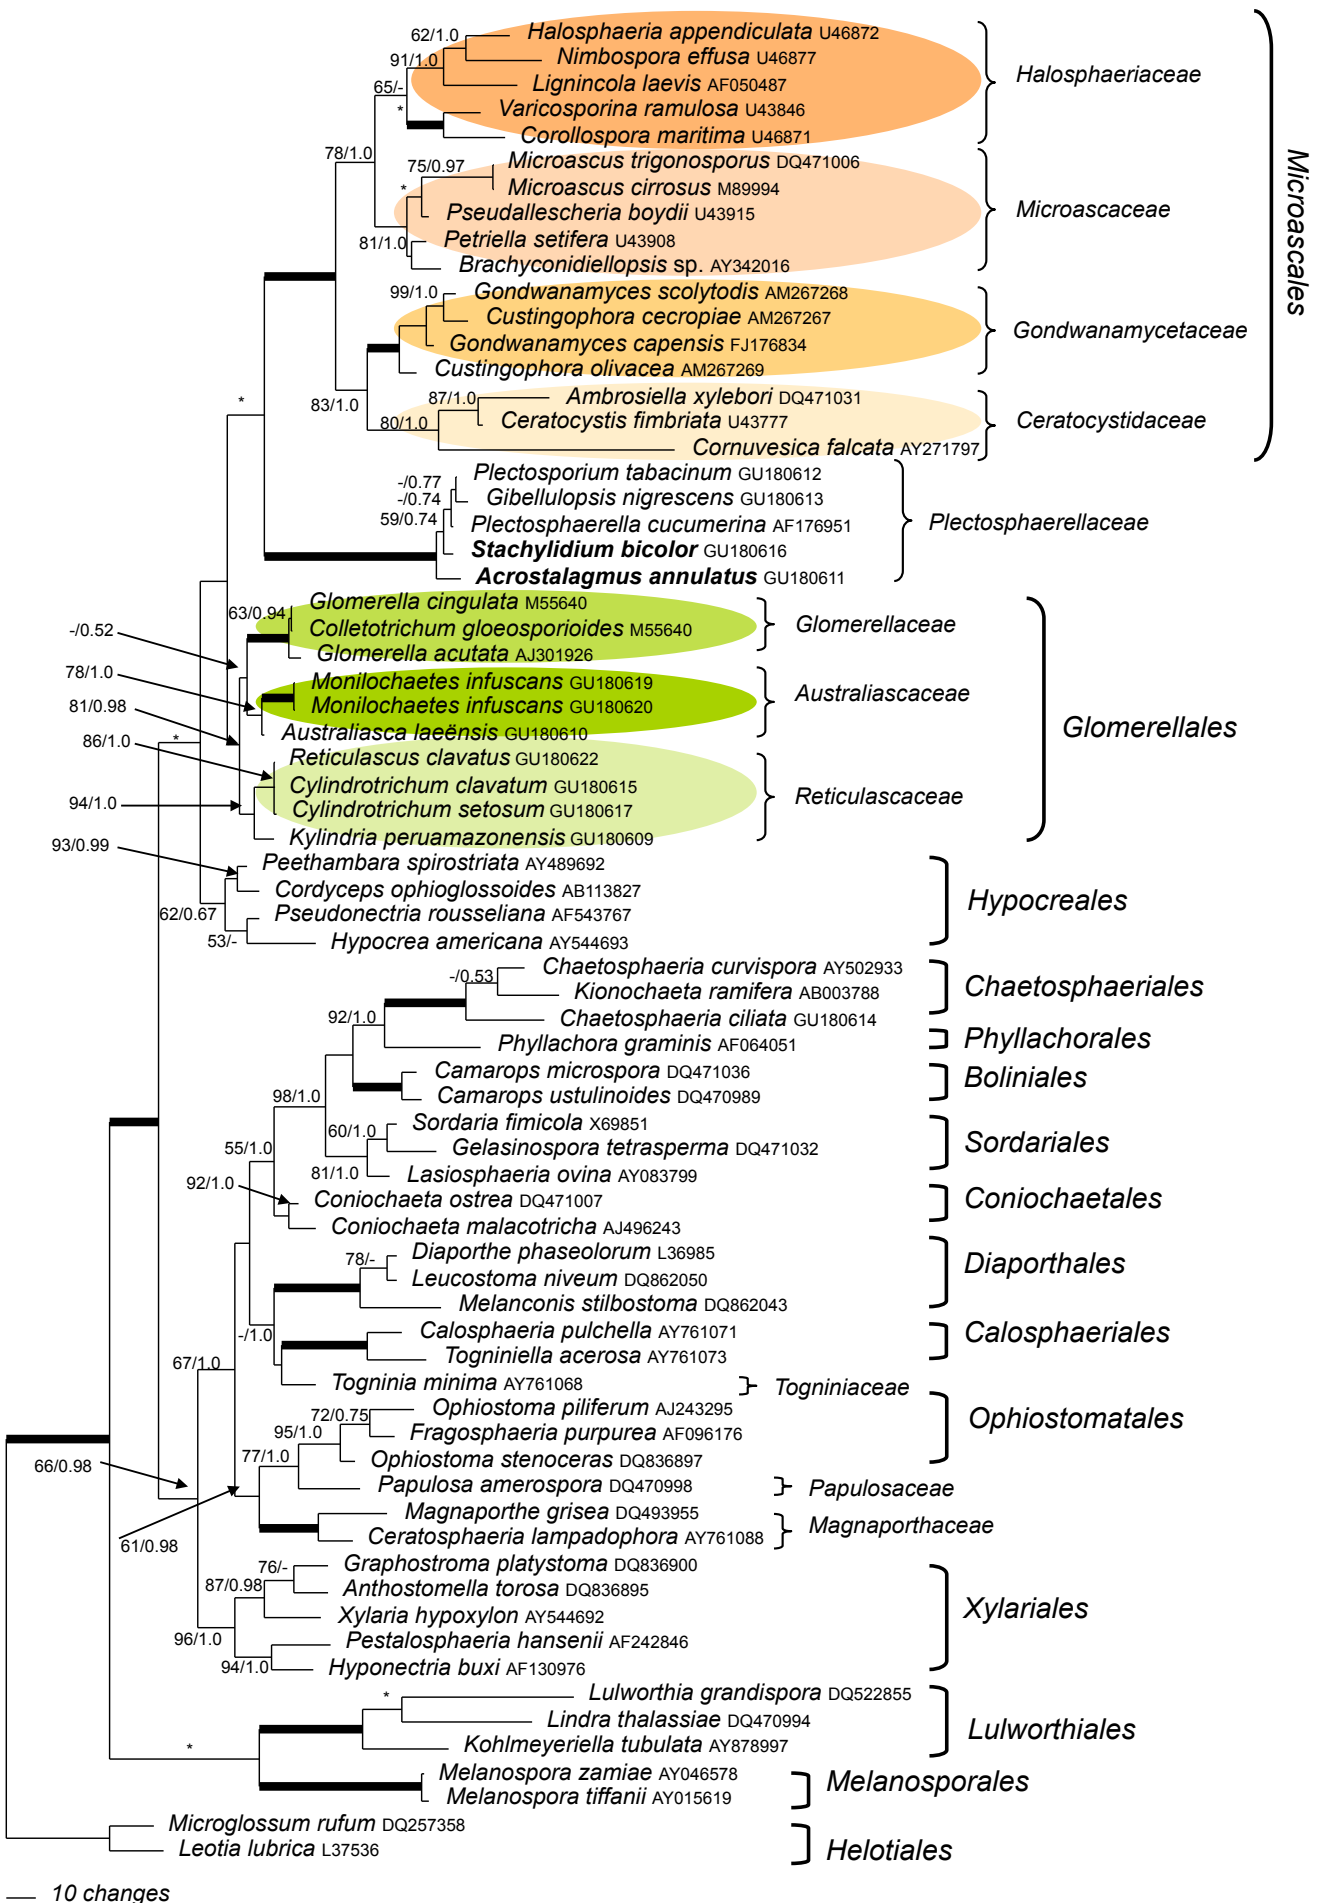 62/1.0 Halosphaeria appendiculata U46872
Nimbospora effusa U46877
91/1.0
Lignincola laevis AF050487
Halosphaeriaceae
65/-
*
Varicosporina ramulosa U43846
Corollospora maritima U46871
78/1.0
75/0.97
Microascus trigonosporus DQ471006
Microascus cirrosus M89994
*
Pseudallescheria boydii U43915
Microascaceae
81/1.0
Petriella setifera U43908
Brachyconidiellopsis sp. AY342016
Microascales
99/1.0
Gondwanamyces scolytodis AM267268
Custingophora cecropiae AM267267
Gondwanamycetaceae
Gondwanamyces capensis FJ176834
Custingophora olivacea AM267269
*
83/1.0
87/1.0
Ambrosiella xylebori DQ471031
80/1.0
Ceratocystis fimbriata U43777
Ceratocystidaceae
Cornuvesica falcata AY271797
Plectosporium tabacinum GU180612
-/0.77
-/0.74
Gibellulopsis nigrescens GU180613
59/0.74
Plectosphaerella cucumerina AF176951
Plectosphaerellaceae
Stachylidium bicolor GU180616
Acrostalagmus annulatus GU180611
63/0.94
Glomerella cingulata M55640
Colletotrichum gloeosporioides M55640
Glomerellaceae
-/0.52
Glomerella acutata AJ301926
78/1.0
Monilochaetes infuscans GU180619
Australiascaceae
Monilochaetes infuscans GU180620
81/0.98
Australiasca laeënsis GU180610
Glomerellales
86/1.0
*
Reticulascus clavatus GU180622
Cylindrotrichum clavatum GU180615
Reticulascaceae
94/1.0
Cylindrotrichum setosum GU180617
Kylindria peruamazonensis GU180609
93/0.99
Peethambara spirostriata AY489692
Cordyceps ophioglossoides AB113827
Hypocreales
62/0.67
Pseudonectria rousseliana AF543767
53/-
Hypocrea americana AY544693
-/0.53
Chaetosphaeria curvispora AY502933
Kionochaeta ramifera AB003788
Chaetosphaeriales
92/1.0
Chaetosphaeria ciliata GU180614
Phyllachora graminis AF064051
Phyllachorales
Camarops microspora DQ471036
Boliniales
98/1.0
Camarops ustulinoides DQ470989
60/1.0
Sordaria fimicola X69851
55/1.0
Gelasinospora tetrasperma DQ471032
Sordariales
81/1.0
Lasiosphaeria ovina AY083799
92/1.0
Coniochaeta ostrea DQ471007
Coniochaetales
Coniochaeta malacotricha AJ496243
78/-
Diaporthe phaseolorum L36985
Leucostoma niveum DQ862050
Diaporthales
Melanconis stilbostoma DQ862043
-/1.0
Calosphaeria pulchella AY761071
Calosphaeriales
Togniniella acerosa AY761073
67/1.0
Togninia minima AY761068
Togniniaceae
72/0.75
Ophiostoma piliferum AJ243295
95/1.0
Fragosphaeria purpurea AF096176
Ophiostomatales
77/1.0
66/0.98
Ophiostoma stenoceras DQ836897
Papulosa amerospora DQ470998
Papulosaceae
Magnaporthe grisea DQ493955
Magnaporthaceae
61/0.98
Ceratosphaeria lampadophora AY761088
76/-
Graphostroma platystoma DQ836900
87/0.98
Anthostomella torosa DQ836895
Xylaria hypoxylon AY544692
Xylariales
96/1.0
Pestalosphaeria hansenii AF242846
94/1.0
Hyponectria buxi AF130976
*
Lulworthia grandispora DQ522855
Lindra thalassiae DQ470994
Lulworthiales
*
Kohlmeyeriella tubulata AY878997
Melanospora zamiae AY046578
Melanosporales
Melanospora tiffanii AY015619
Microglossum rufum DQ257358
Leotia lubrica L37536
Helotiales
10 changes